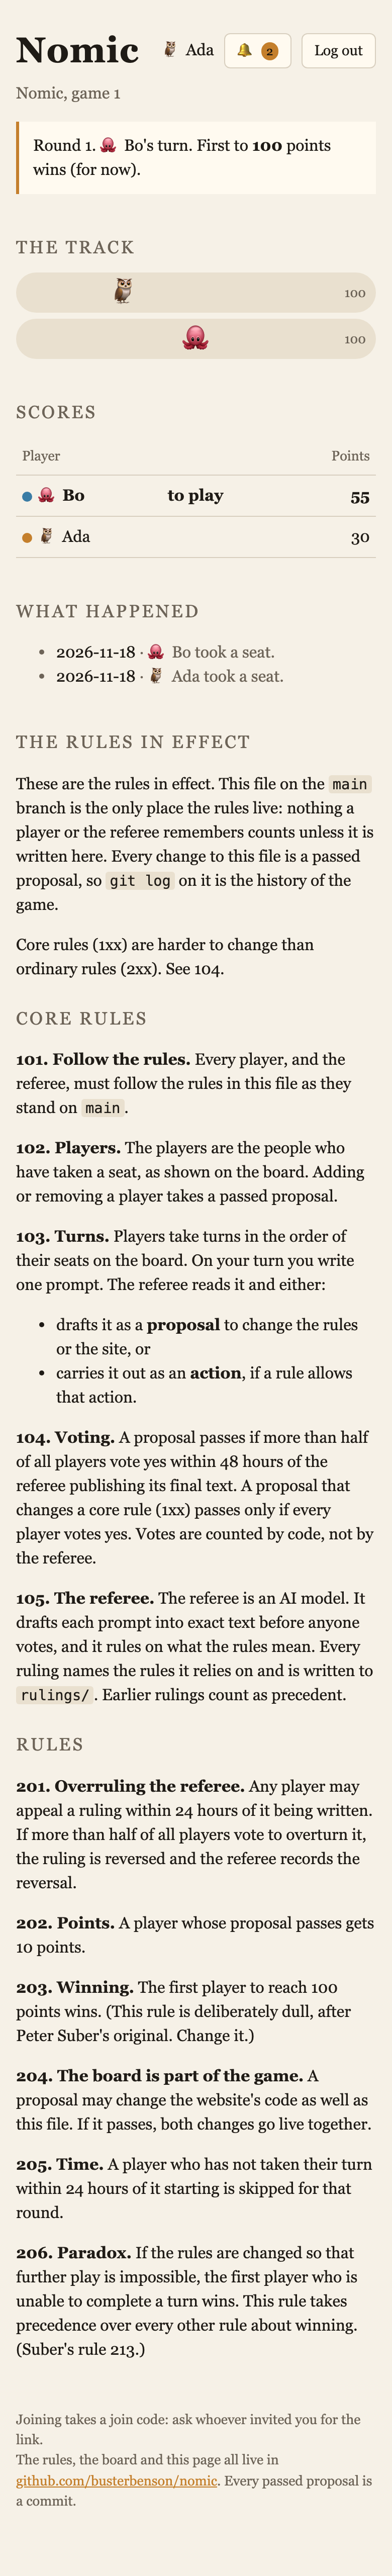 Nomic
Ada
2
Log out
Nomic, game 1
Round 1. Bo's turn. First to 100 points
wins (for now).
THE TRACK
100
100
SCORES
Player Points
Bo to play 55
Ada 30
WHAT HAPPENED
• 2026-11-18 · Bo took a seat.
• 2026-11-18 · Ada took a seat.
THE RULES IN EFFECT
These are the rules in effect. This file on the main
branch is the only place the rules live: nothing a
player or the referee remembers counts unless it is
written here. Every change to this file is a passed
proposal, so git log on it is the history of the
game.
Core rules (1xx) are harder to change than
ordinary rules (2xx). See 104.
CORE RULES
101. Follow the rules. Every player, and the
referee, must follow the rules in this file as they
stand on main.
102. Players. The players are the people who
have taken a seat, as shown on the board. Adding
or removing a player takes a passed proposal.
103. Turns. Players take turns in the order of
their seats on the board. On your turn you write
one prompt. The referee reads it and either:
• drafts it as a proposal to change the rules
or the site, or
• carries it out as an action, if a rule allows
that action.
104. Voting. A proposal passes if more than half
of all players vote yes within 48 hours of the
referee publishing its final text. A proposal that
changes a core rule (1xx) passes only if every
player votes yes. Votes are counted by code, not by
the referee.
105. The referee. The referee is an AI model. It
drafts each prompt into exact text before anyone
votes, and it rules on what the rules mean. Every
ruling names the rules it relies on and is written to
rulings/. Earlier rulings count as precedent.
RULES
201. Overruling the referee. Any player may
appeal a ruling within 24 hours of it being written.
If more than half of all players vote to overturn it,
the ruling is reversed and the referee records the
reversal.
202. Points. A player whose proposal passes gets
10 points.
203. Winning. The first player to reach 100
points wins. (This rule is deliberately dull, after
Peter Suber's original. Change it.)
204. The board is part of the game. A
proposal may change the website's code as well as
this file. If it passes, both changes go live together.
205. Time. A player who has not taken their turn
within 24 hours of it starting is skipped for that
round.
206. Paradox. If the rules are changed so that
further play is impossible, the first player who is
unable to complete a turn wins. This rule takes
precedence over every other rule about winning.
(Suber's rule 213.)
Joining takes a join code: ask whoever invited you for the
link.
The rules, the board and this page all live in
github.com/busterbenson/nomic. Every passed proposal is
a commit.